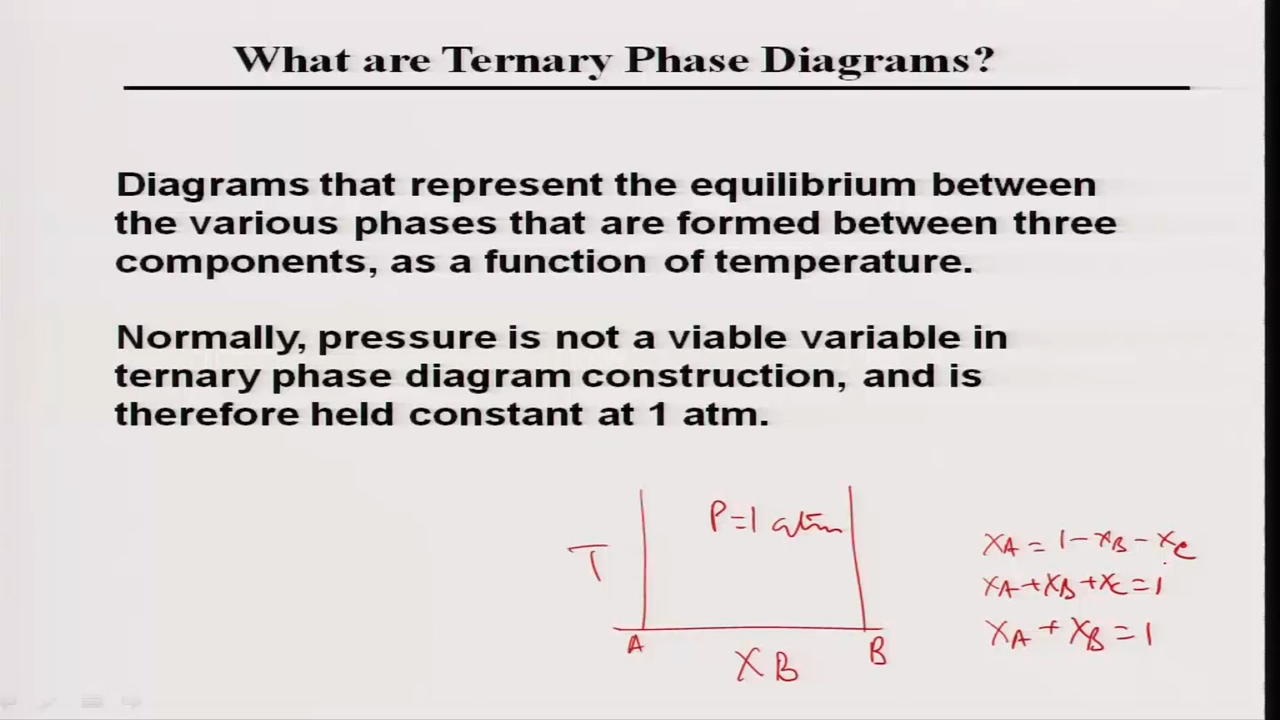 What are Ternary Phase Diagrams?
Diagrams that represent the equilibrium between
the various phases that are formed between three
components, as a function of temperature.
Normally, pressure is not a viable variable in
ternary phase diagram construction, and is
therefore held constant at 1 atm.
P=1 atm
T
A
XB
B
XA = 1-XB-XC
XA+XB+XC=1
XA+XB=1